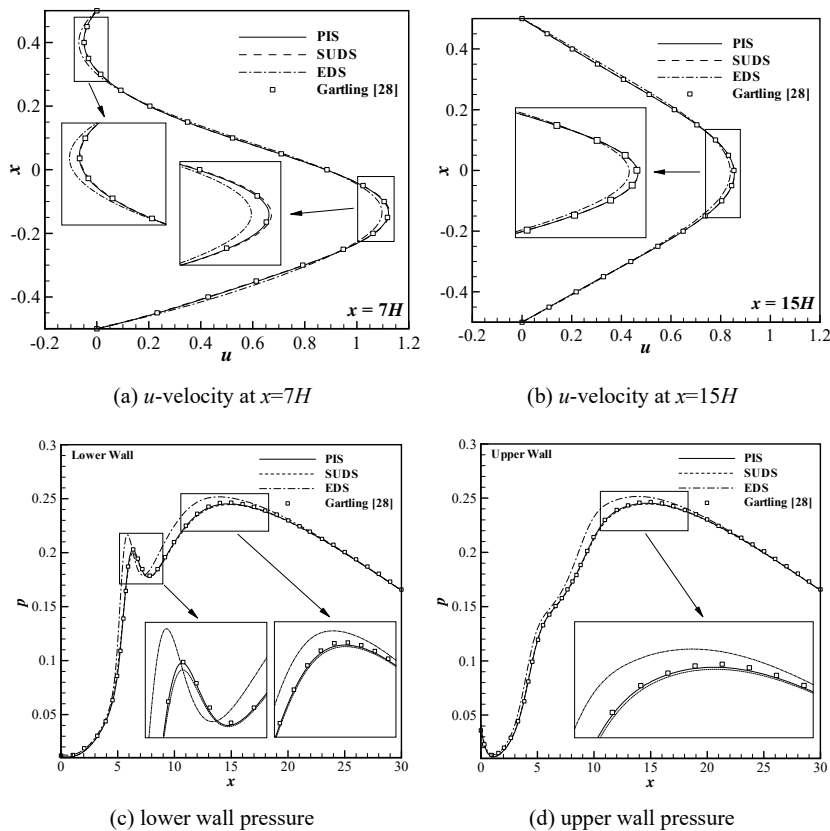 0.4
0.2
0
-0.2
-0.4
x
PIS
SUDS
EDS
Gartling [28]
x = 7H
-0.2 0 0.2 0.4 0.6 0.8 1 1.2
u
(a) u-velocity at x=7H
0.4
0.2
0
-0.2
-0.4
x
PIS
SUDS
EDS
Gartling [28]
x = 15H
-0.2 0 0.2 0.4 0.6 0.8 1 1.2
u
(b) u-velocity at x=15H
0.3
0.25
0.2
0.15
0.1
0.05
p
Lower Wall
PIS
SUDS
EDS
Gartling [28]
0 5 10 15 20 25 30
x
(c) lower wall pressure
0.3
0.25
0.2
0.15
0.1
0.05
p
Upper Wall
PIS
SUDS
EDS
Gartling [28]
0 5 10 15 20 25 30
x
(d) upper wall pressure